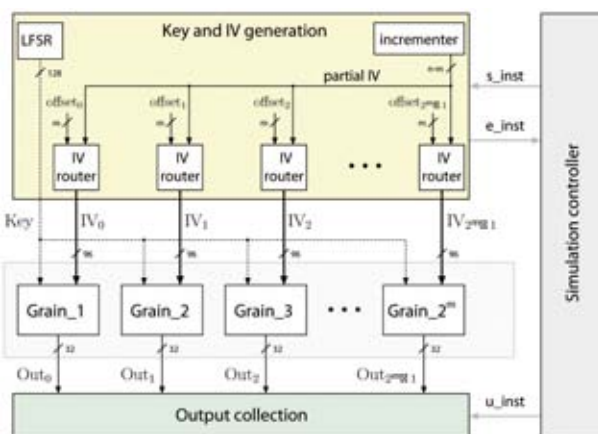 LFSR
Key and IV generation
incrementer
128
n-m
partial IV
s_inst
offset₀
offset₁
offset₂
e_inst
m
m
m
m
IV router
IV router
IV router
• • •
IV router
Key
IV₀
IV₁
IV₂
96
96
96
96
Simulation controller
Grain_1
Grain_2
Grain_3
• • •
Grain_2ᵐ
32
32
32
32
Out₀
Out₁
Out₂
Output collection
u_inst